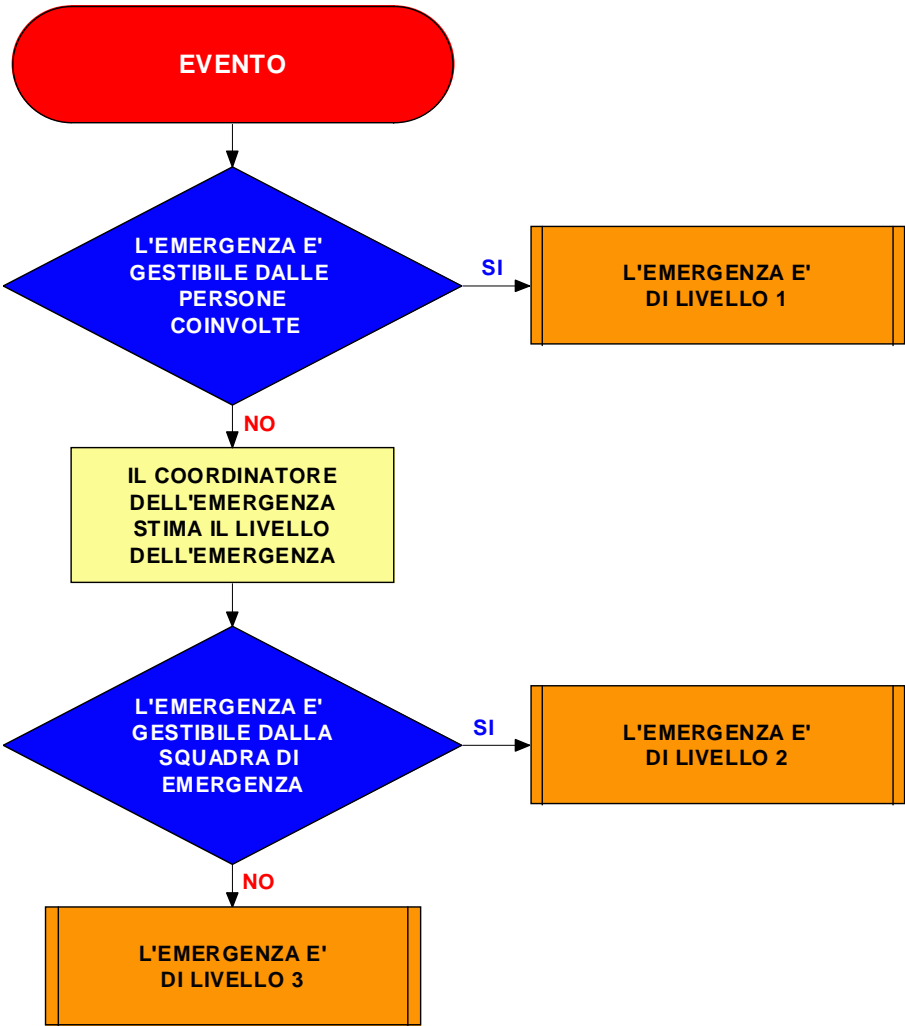 EVENTO
L'EMERGENZA E'
GESTIBILE DALLE
PERSONE
COINVOLTE
SI
L'EMERGENZA E'
DI LIVELLO 1
NO
IL COORDINATORE
DELL'EMERGENZA
STIMA IL LIVELLO
DELL'EMERGENZA
L'EMERGENZA E'
GESTIBILE DALLA
SQUADRA DI
EMERGENZA
SI
L'EMERGENZA E'
DI LIVELLO 2
NO
L'EMERGENZA E'
DI LIVELLO 3